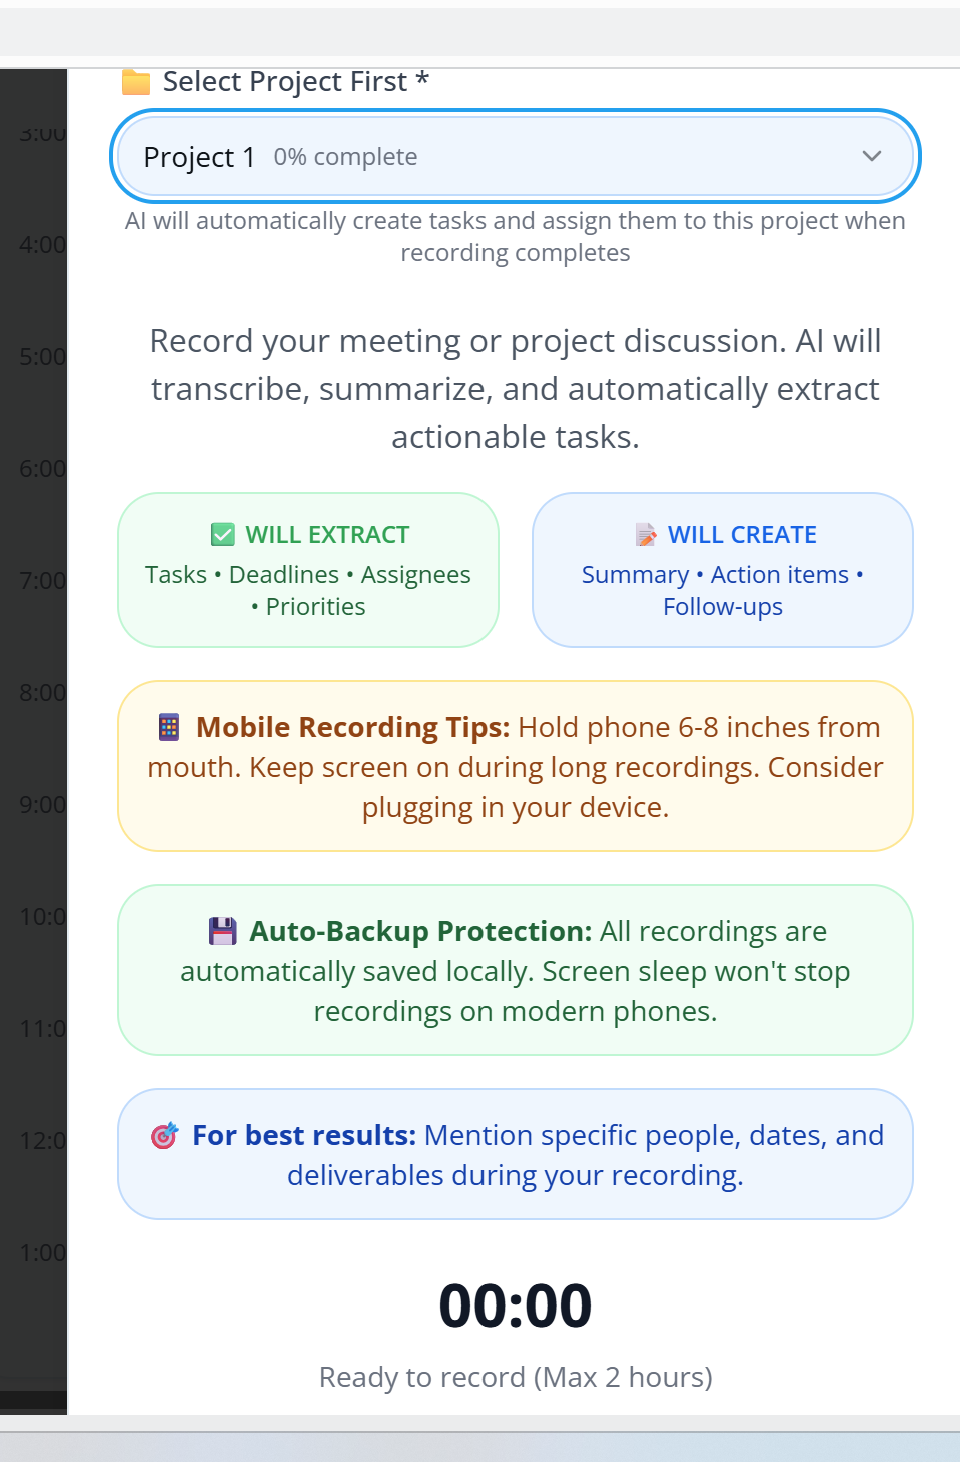 Select Project First *
Project 1 0% complete
AI will automatically create tasks and assign them to this project when
recording completes
Record your meeting or project discussion. AI will
transcribe, summarize, and automatically extract
actionable tasks.
WILL EXTRACT
Tasks • Deadlines • Assignees
• Priorities
WILL CREATE
Summary • Action items •
Follow-ups
Mobile Recording Tips: Hold phone 6-8 inches from
mouth. Keep screen on during long recordings. Consider
plugging in your device.
Auto-Backup Protection: All recordings are
automatically saved locally. Screen sleep won't stop
recordings on modern phones.
For best results: Mention specific people, dates, and
deliverables during your recording.
00:00
Ready to record (Max 2 hours)
3:00
4:00
5:00
6:00
7:00
8:00
9:00
10:0
11:0
12:0
1:00